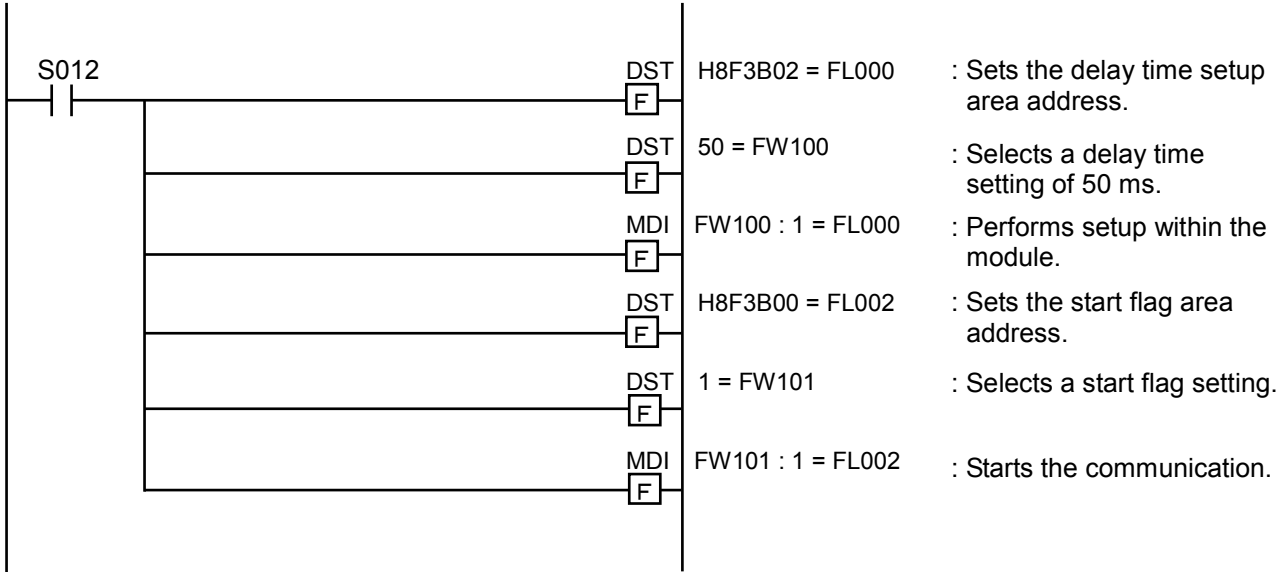 S012
DST H8F3B02 = FL000 : Sets the delay time setup
F area address.
DST 50 = FW100 : Selects a delay time
F setting of 50 ms.
MDI FW100 : 1 = FL000 : Performs setup within the
F module.
DST H8F3B00 = FL002 : Sets the start flag area
F address.
DST 1 = FW101 : Selects a start flag setting.
F
MDI FW101 : 1 = FL002 : Starts the communication.
F